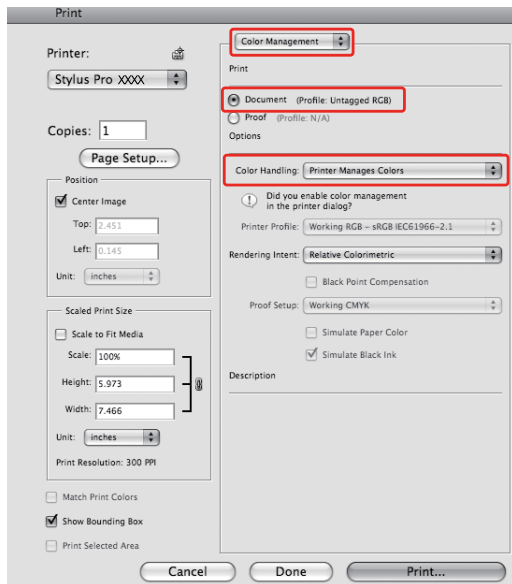 Print
Printer:
Stylus Pro XXXX
Copies: 1
Page Setup...
Position
Center Image
Top: 2.451
Left: 0.145
Unit: inches
Scaled Print Size
Scale to Fit Media
Scale: 100%
Height: 5.973
Width: 7.466
Unit: inches
Print Resolution: 300 PPI
Match Print Colors
Show Bounding Box
Print Selected Area
Color Management
Print
Document (Profile: Untagged RGB)
Proof (Profile: N/A)
Options
Color Handling: Printer Manages Colors
Did you enable color management
in the printer dialog?
Printer Profile: Working RGB - sRGB IEC61966-2.1
Rendering Intent: Relative Colorimetric
Black Point Compensation
Proof Setup: Working CMYK
Simulate Paper Color
Simulate Black Ink
Description
Cancel
Done
Print...